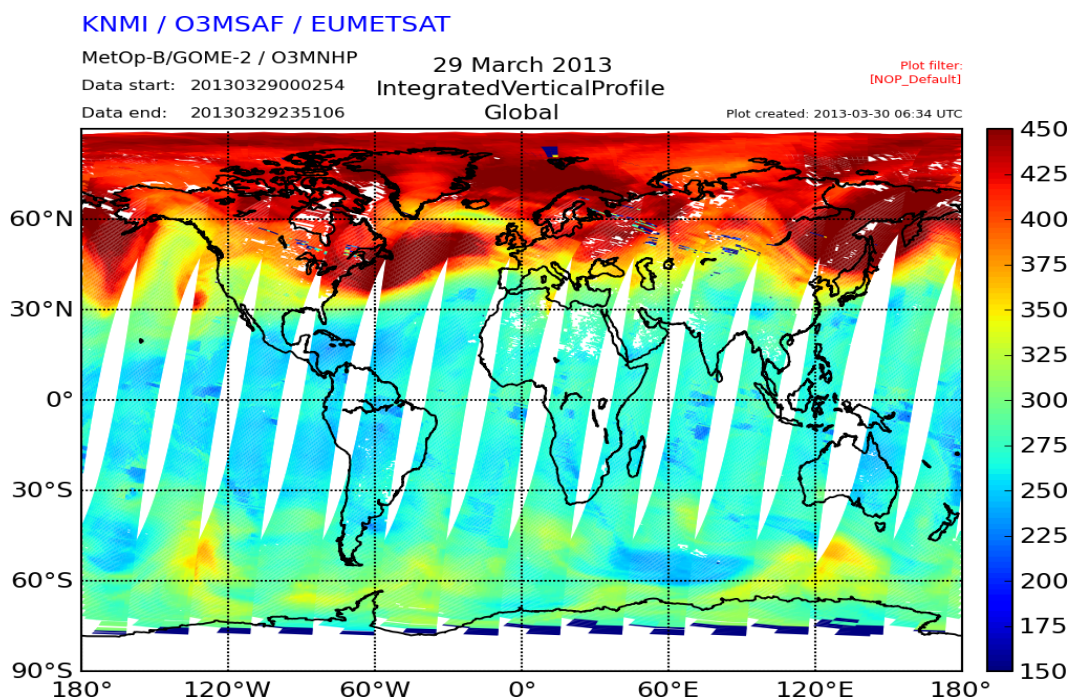 KNMI / O3MSAF / EUMETSAT
MetOp-B/GOME-2 / O3MNHP
Data start: 20130329000254
Data end: 20130329235106
29 March 2013
IntegratedVerticalProfile
Global
Plot filter:
[NOP_Default]
Plot created: 2013-03-30 06:34 UTC
60°N
30°N
0°
30°S
60°S
90°S
180° 120°W 60°W 0° 60°E 120°E 180°
450
425
400
375
350
325
300
275
250
225
200
175
150